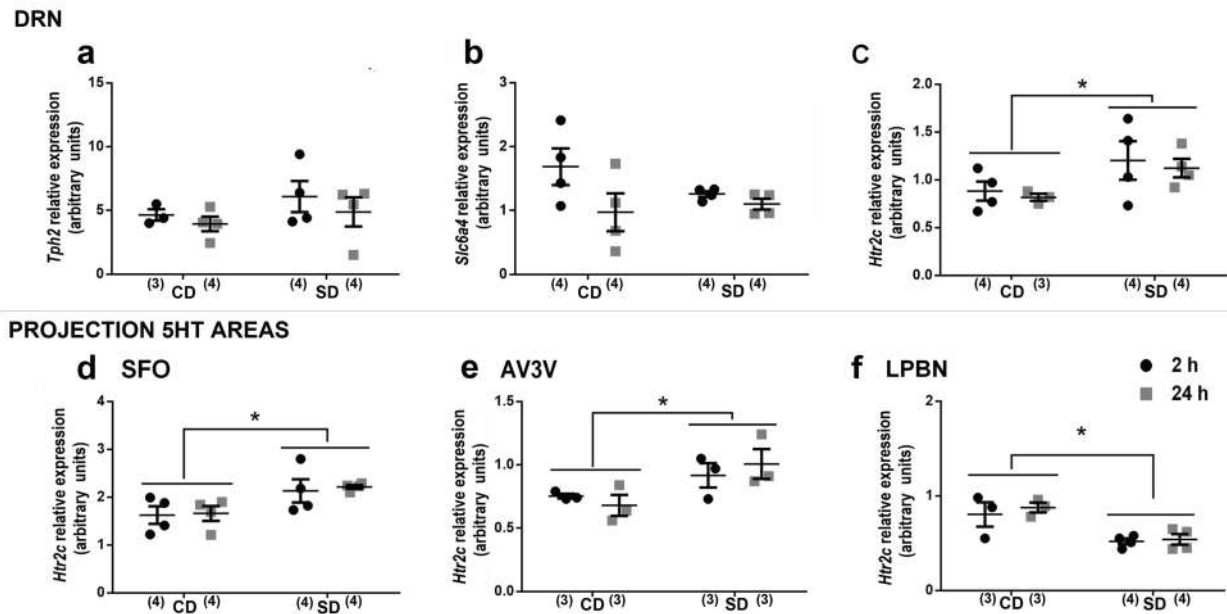 DRN
a
Tph2 relative expression
(arbitrary units)
15
10
5
0
(3) CD (4)
(4) SD (4)
b
Slc6a4 relative expression
(arbitrary units)
3
2
1
0
(4) CD (4)
(4) SD (4)
c
Htr2c relative expression
(arbitrary units)
2.0
1.5
1.0
0.5
0.0
*
(4) CD (3)
(4) SD (4)
PROJECTION 5HT AREAS
d SFO
Htr2c relative expression
(arbitrary units)
4
3
2
1
0
*
(4) CD (4)
(4) SD (4)
e AV3V
Htr2c relative expression
(arbitrary units)
1.5
1.0
0.5
0.0
*
(3) CD (3)
(3) SD (3)
f LPBN
2 h
24 h
Htr2c relative expression
(arbitrary units)
2
1
0
*
(3) CD (3)
(4) SD (4)